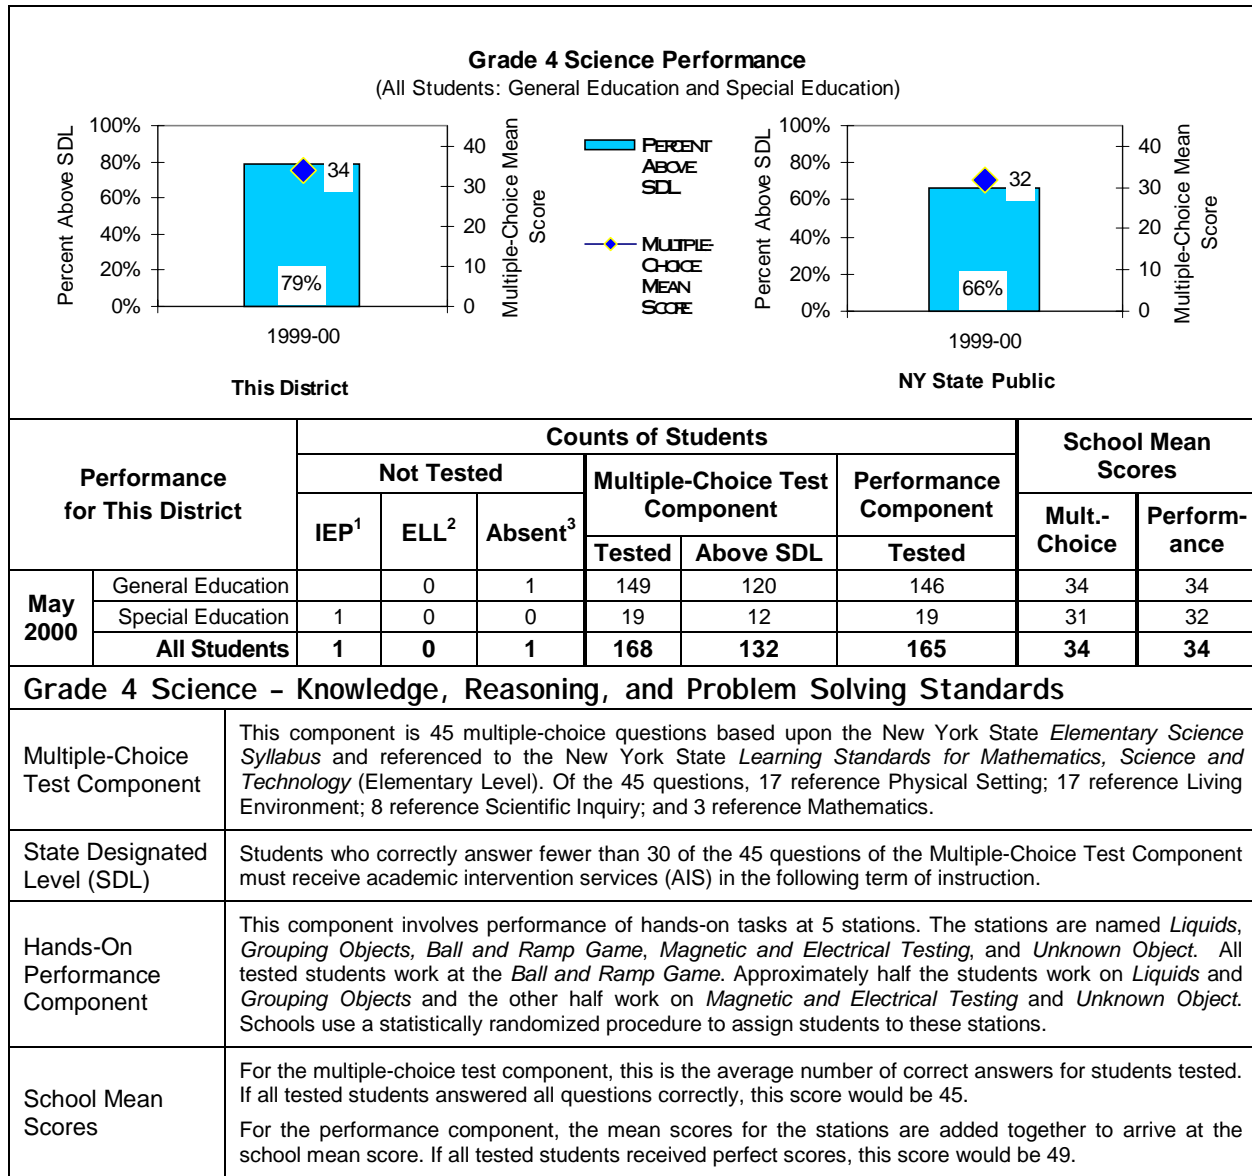 Grade 4 Science Performance
(All Students: General Education and Special Education)
Percent Above SDL
100%
80%
60%
40%
20%
0%
34
79%
1999-00
40
30
20
10
0
Multiple-Choice Mean
Score
This District
PERCENT
ABOVE
SDL
MULTIPLE-
CHOICE
MEAN
SCORE
Percent Above SDL
100%
80%
60%
40%
20%
0%
32
66%
1999-00
40
30
20
10
0
Multiple-Choice Mean
Score
NY State Public
Performance
for This District
Counts of Students
School Mean
Scores
Not Tested
Multiple-Choice Test
Component
Performance
Component
IEP1 ELL2 Absent3
Tested Above SDL Tested
Mult.-
Choice
Perform-
ance
May
2000
General Education 0 1 149 120 146 34 34
Special Education 1 0 0 19 12 19 31 32
All Students 1 0 1 168 132 165 34 34
Grade 4 Science – Knowledge, Reasoning, and Problem Solving Standards
Multiple-Choice
Test Component
This component is 45 multiple-choice questions based upon the New York State Elementary Science
Syllabus and referenced to the New York State Learning Standards for Mathematics, Science and
Technology (Elementary Level). Of the 45 questions, 17 reference Physical Setting; 17 reference Living
Environment; 8 reference Scientific Inquiry; and 3 reference Mathematics.
State Designated
Level (SDL)
Students who correctly answer fewer than 30 of the 45 questions of the Multiple-Choice Test Component
must receive academic intervention services (AIS) in the following term of instruction.
Hands-On
Performance
Component
This component involves performance of hands-on tasks at 5 stations. The stations are named Liquids,
Grouping Objects, Ball and Ramp Game, Magnetic and Electrical Testing, and Unknown Object. All
tested students work at the Ball and Ramp Game. Approximately half the students work on Liquids and
Grouping Objects and the other half work on Magnetic and Electrical Testing and Unknown Object.
Schools use a statistically randomized procedure to assign students to these stations.
School Mean
Scores
For the multiple-choice test component, this is the average number of correct answers for students tested.
If all tested students answered all questions correctly, this score would be 45.
For the performance component, the mean scores for the stations are added together to arrive at the
school mean score. If all tested students received perfect scores, this score would be 49.